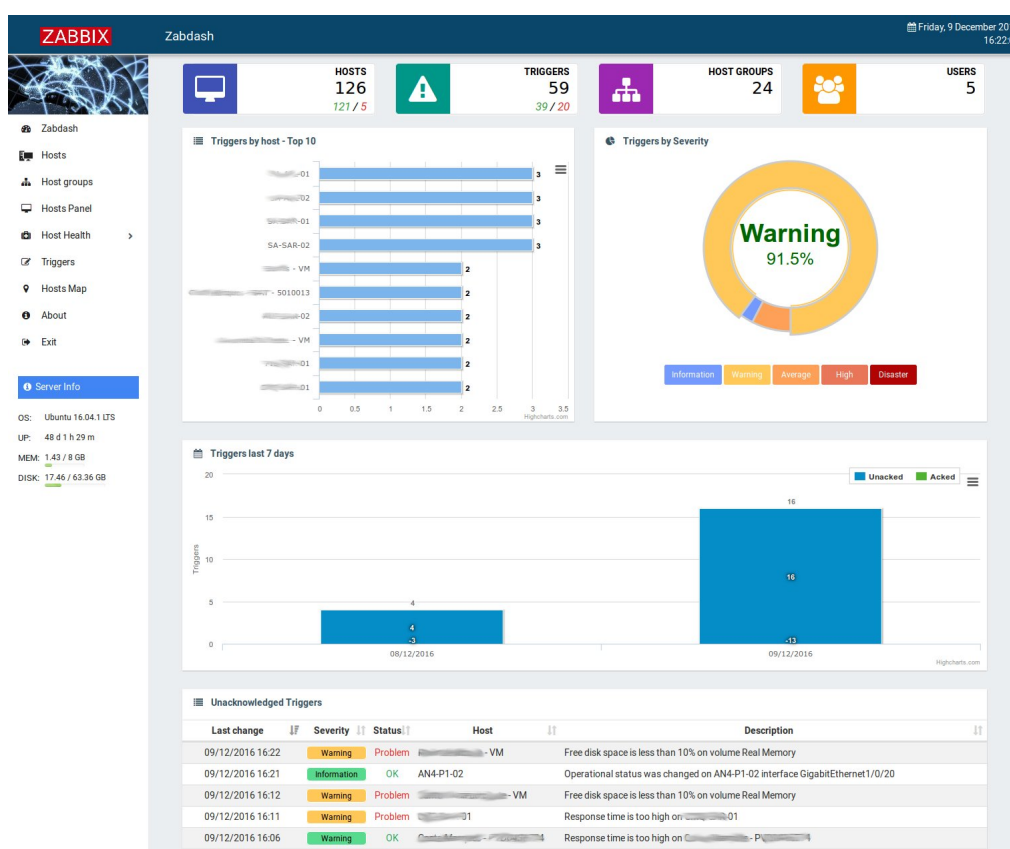 ZABBIX
Zabdash
Friday, 9 December 20
16:22:
Zabdash
Hosts
Host groups
Hosts Panel
Host Health
Triggers
Hosts Map
About
Exit
Server Info
OS: Ubuntu 16.04.1 LTS
UP: 48 d 1 h 29 m
MEM: 1.43 / 8 GB
DISK: 17.46 / 63.36 GB
HOSTS
126
121 / 5
TRIGGERS
59
39 / 20
HOST GROUPS
24
USERS
5
Triggers by host - Top 10
-01 3
02 3
-01 3
SA-SAR-02 3
- VM 2
- 5010013 2
-02 2
- VM 2
-01 2
01 2
0 0.5 1 1.5 2 2.5 3 3.5
Highcharts.com
Triggers by Severity
Warning
91.5%
Information Warning Average High Disaster
Triggers last 7 days
Unacked Acked
Triggers
20
15
10
5
0
4
4
-3
16
16
-13
08/12/2016 09/12/2016
Highcharts.com
Unacknowledged Triggers
Last change Severity Status Host Description
09/12/2016 16:22 Warning Problem - VM Free disk space is less than 10% on volume Real Memory
09/12/2016 16:21 Information OK AN4-P1-02 Operational status was changed on AN4-P1-02 interface GigabitEthernet1/0/20
09/12/2016 16:12 Warning Problem - VM Free disk space is less than 10% on volume Real Memory
09/12/2016 16:11 Warning Problem 01 Response time is too high on 01
09/12/2016 16:06 Warning OK Response time is too high on